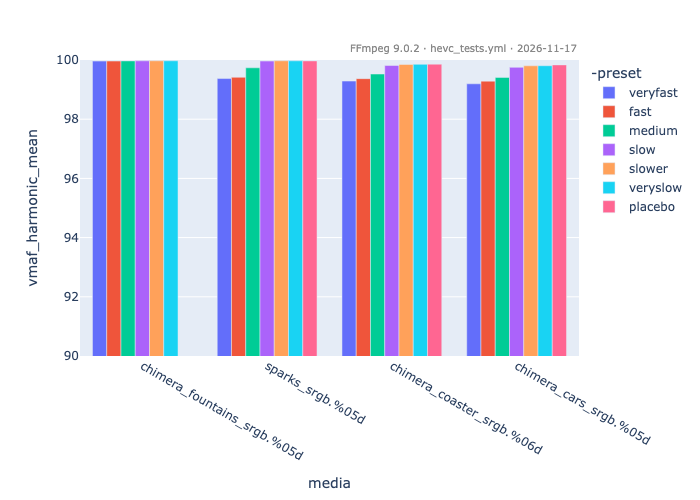 FFmpeg 9.0.2 · hevc_tests.yml · 2026-11-17
vmaf_harmonic_mean
100
98
96
94
92
90
chimera_fountains_srgb.%05d
sparks_srgb.%05d
chimera_coaster_srgb.%06d
chimera_cars_srgb.%05d
media
-preset
veryfast
fast
medium
slow
slower
veryslow
placebo